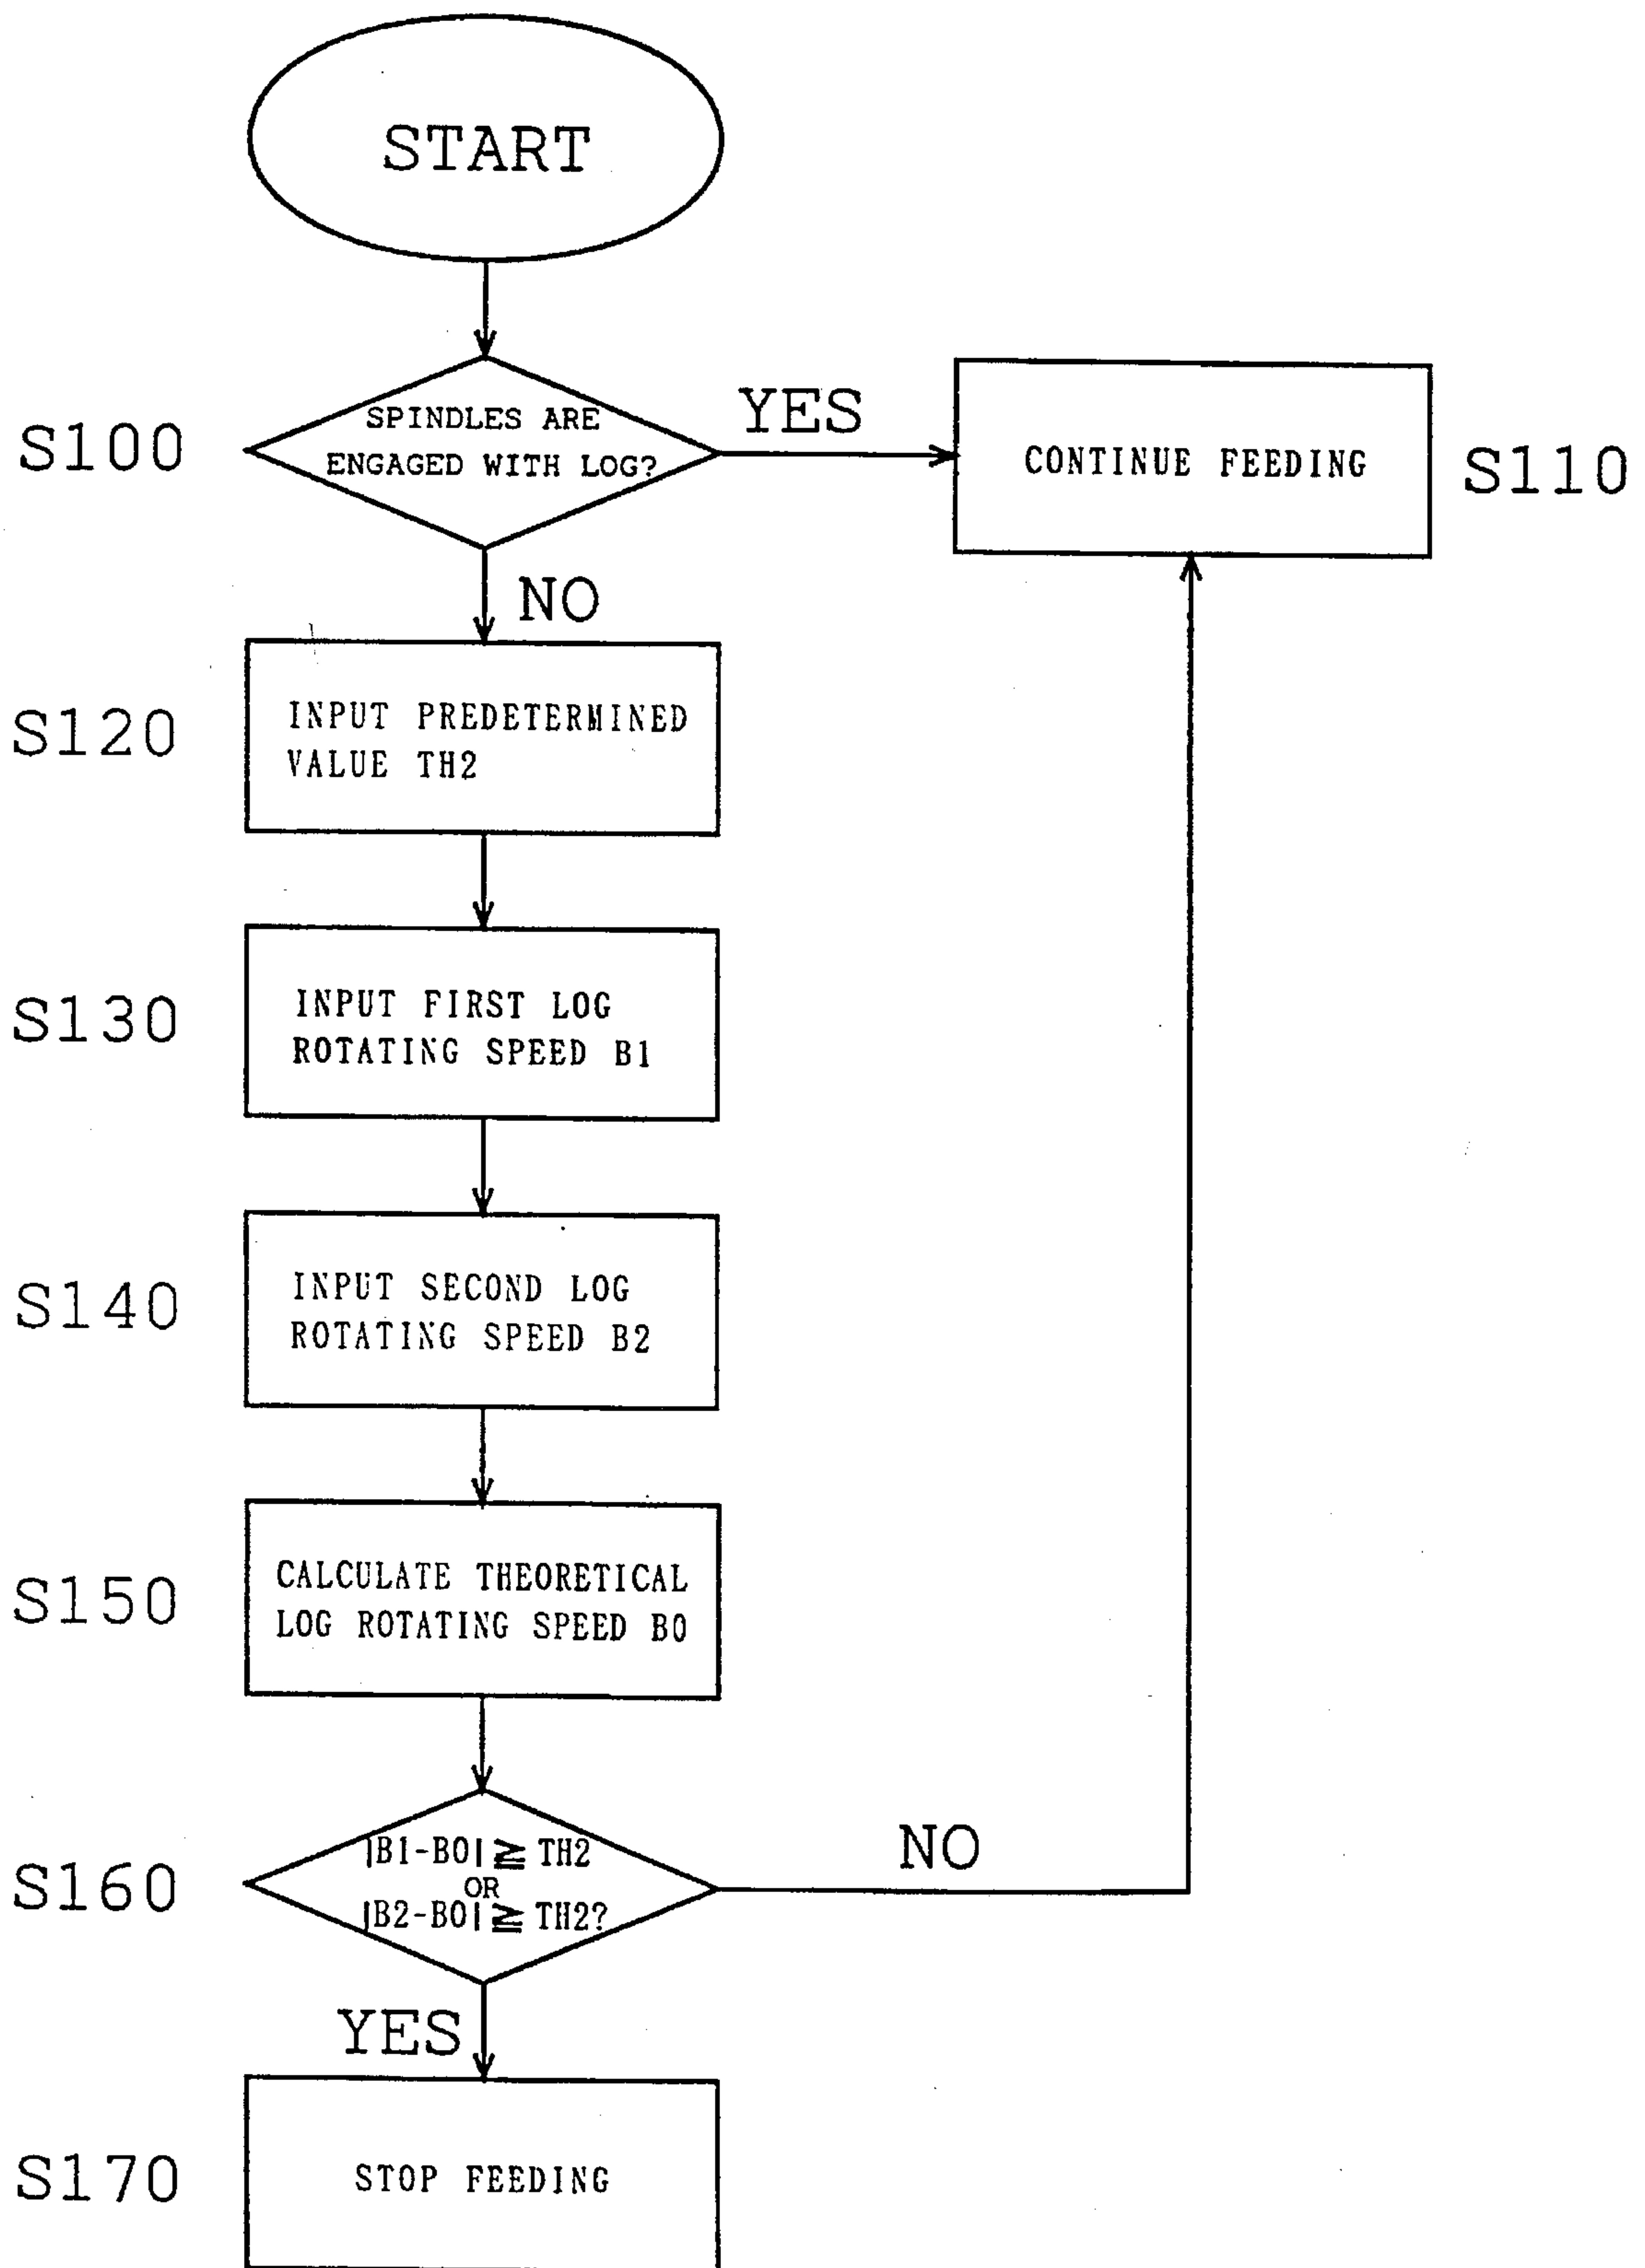 START
S100
SPINDLES ARE
ENGAGED WITH LOG?
YES
CONTINUE FEEDING
S110
NO
S120
INPUT PREDETERMINED
VALUE TH2
S130
INPUT FIRST LOG
ROTATING SPEED B1
S140
INPUT SECOND LOG
ROTATING SPEED B2
S150
CALCULATE THEORETICAL
LOG ROTATING SPEED B0
S160
|B1-B0| ≧ TH2
OR
|B2-B0| ≧ TH2?
NO
YES
S170
STOP FEEDING